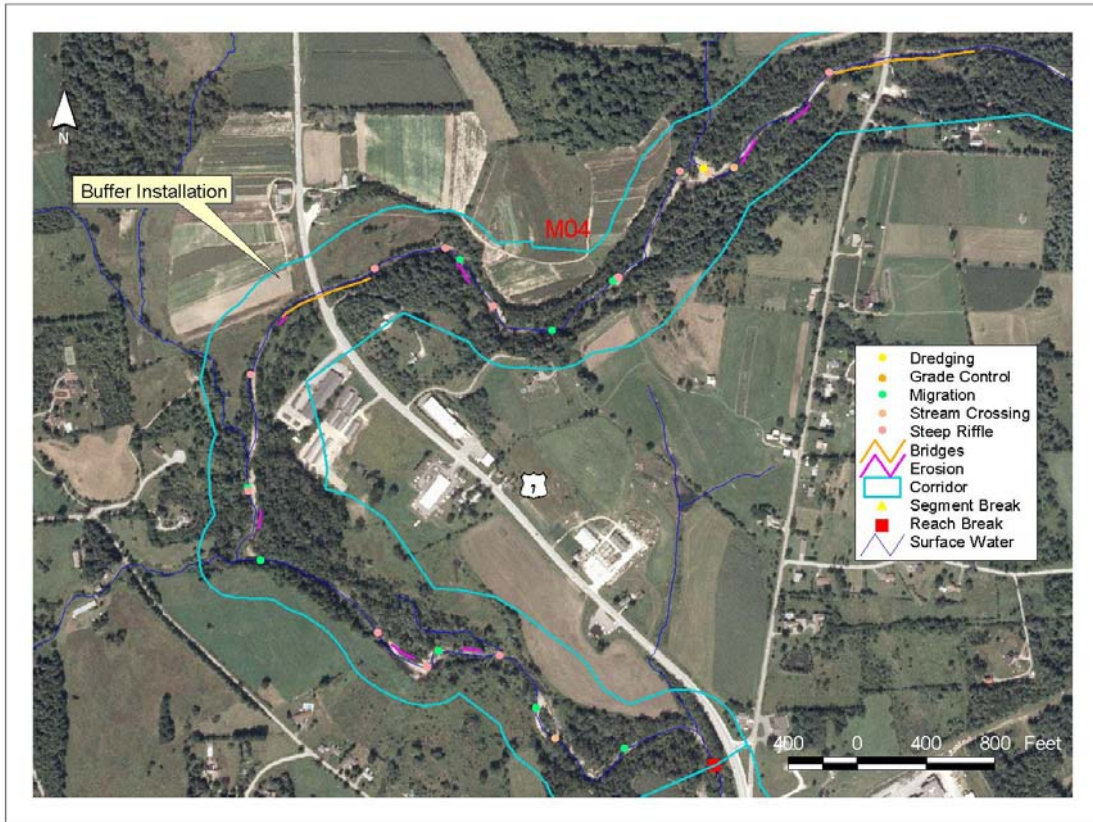 N
Buffer Installation
M04
7
Dredging
Grade Control
Migration
Stream Crossing
Steep Riffle
Bridges
Erosion
Corridor
Segment Break
Reach Break
Surface Water
400 0 400 800 Feet